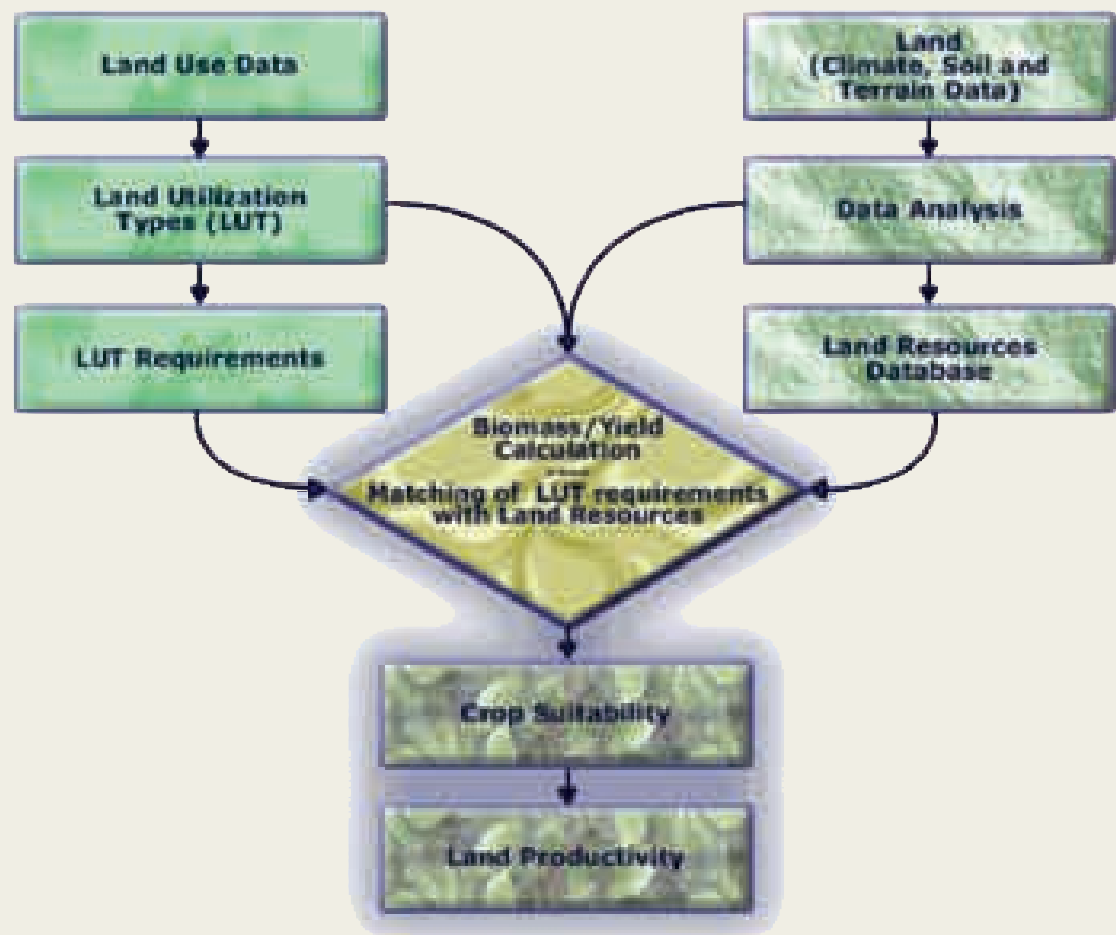 Land Use Data
Land Utilization
Types (LUT)
LUT Requirements
Land
(Climate, Soil and
Terrain Data)
Data Analysis
Land Resources
Database
Biomass/Yield
Calculation
Matching of LUT requirements
with Land Resources
Crop Suitability
Land Productivity